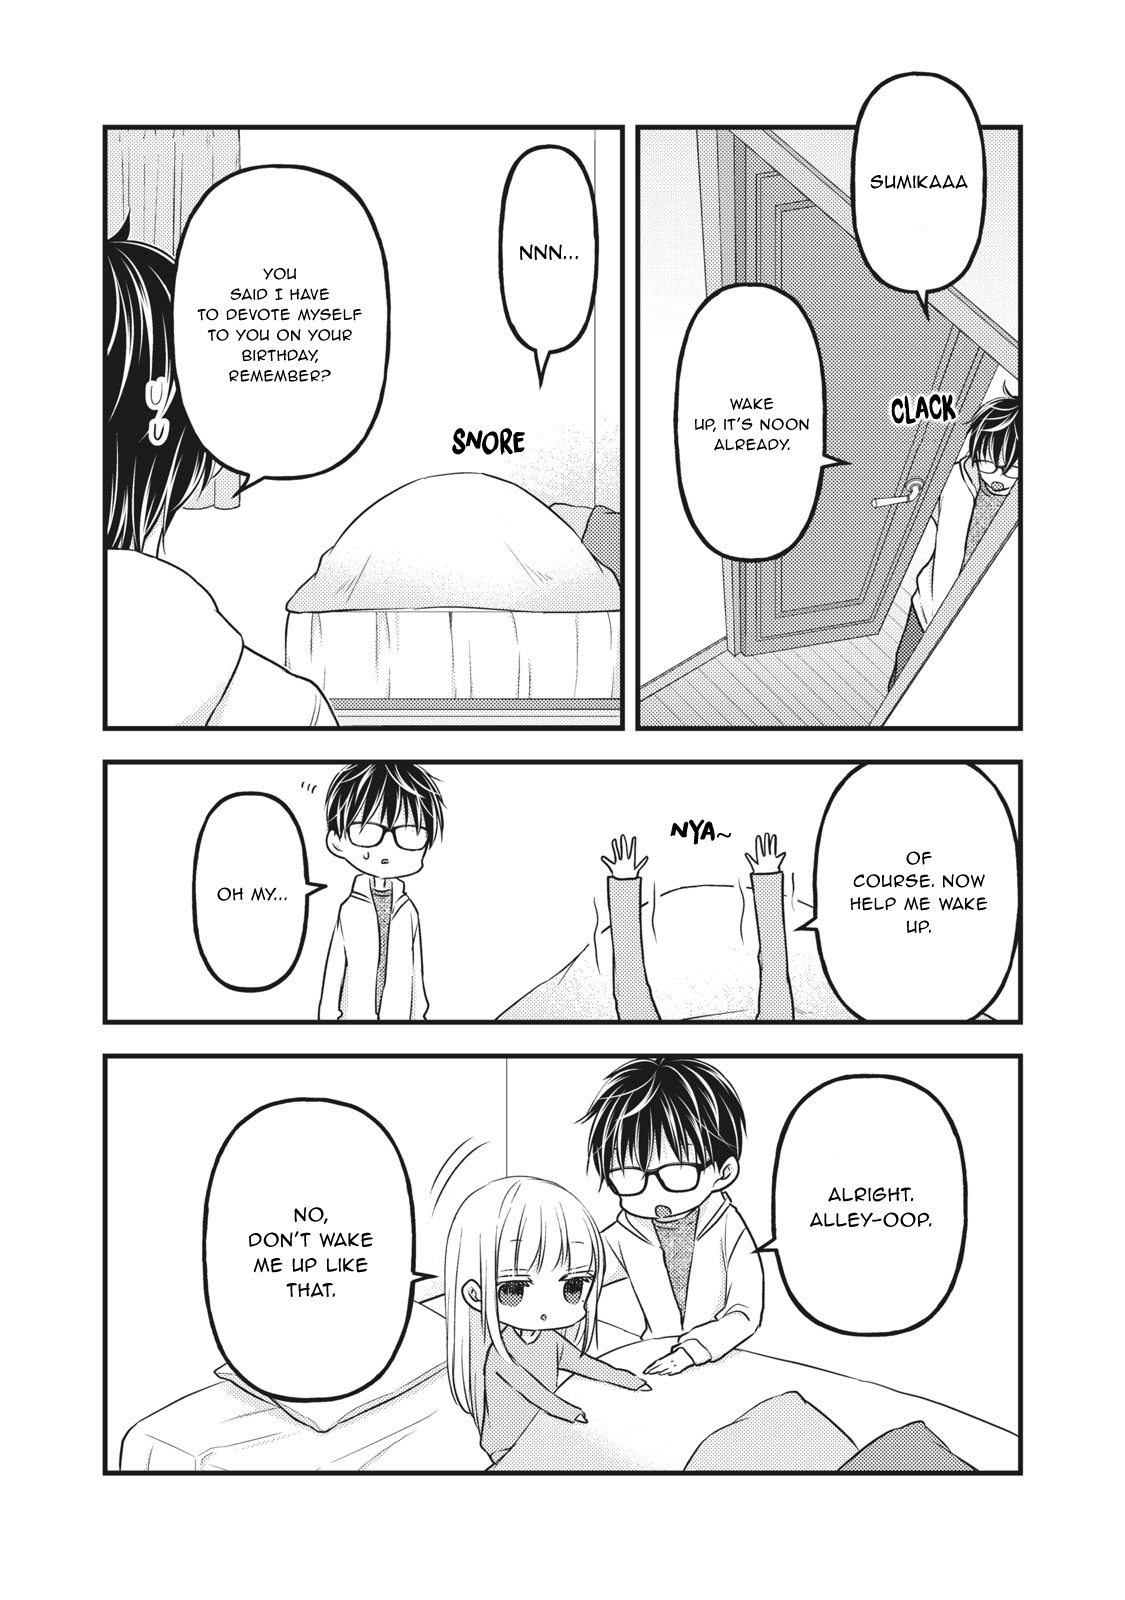 SUMIKAAA
WAKE
UP, IT'S NOON
ALREADY.
CLACK
NNN...
YOU
SAID I HAVE
TO DEVOTE MYSELF
TO YOU ON YOUR
BIRTHDAY,
REMEMBER?
SNORE
OF
COURSE. NOW
HELP ME WAKE
UP.
NYA~
OH MY...
ALRIGHT.
ALLEY-OOP.
NO,
DON'T WAKE
ME UP LIKE
THAT.